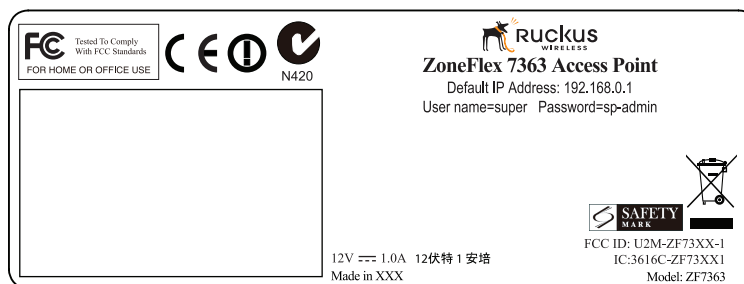 FC Tested To Comply
With FCC Standards
FOR HOME OR OFFICE USE
CE
N420
RUCKUS
WIRELESS
ZoneFlex 7363 Access Point
Default IP Address: 192.168.0.1
User name=super Password=sp-admin
SAFETY
MARK
12V 1.0A 12伏特 1 安培
Made in XXX
FCC ID: U2M-ZF73XX-1
IC:3616C-ZF73XX1
Model: ZF7363